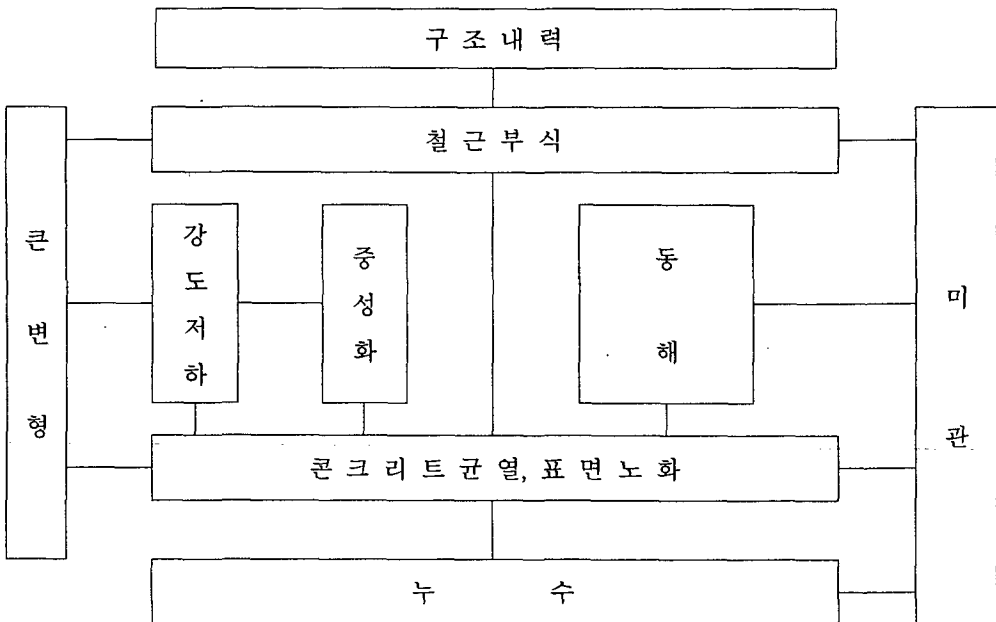 구조내력
철근부식
큰변형
강도저하
중성화
동해
미관
콘크리트균열,표면노화
누수